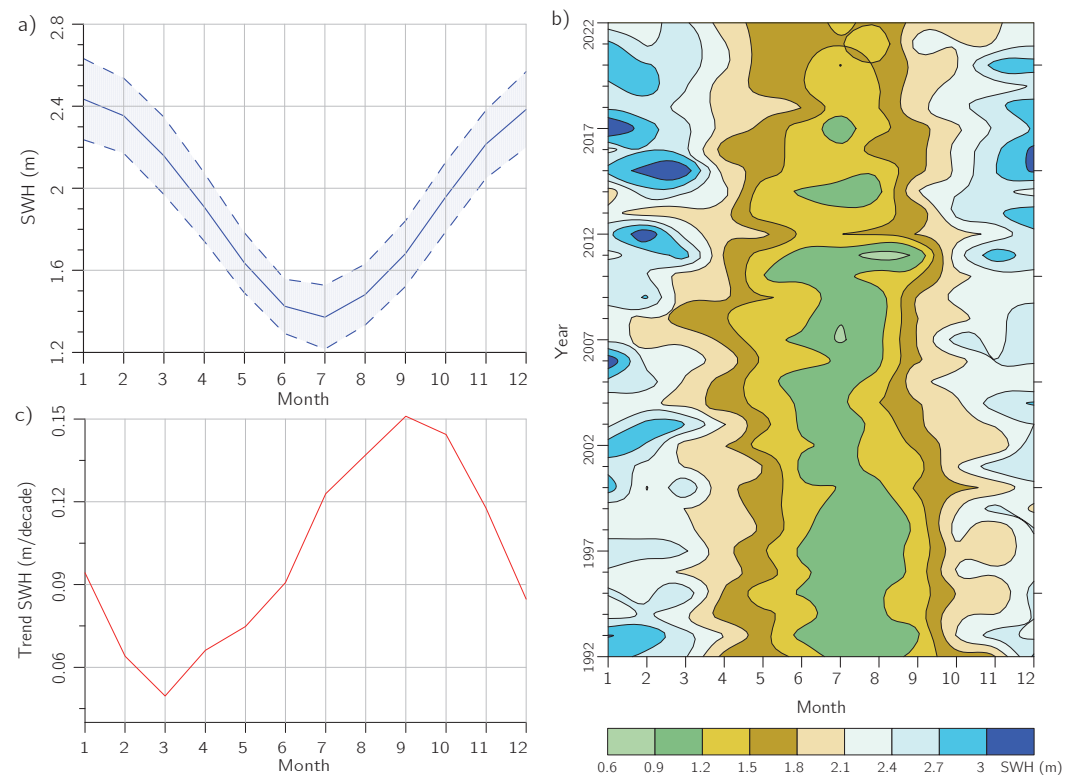 a)
2.8
2.4
2
1.6
1.2
SWH (m)
1 2 3 4 5 6 7 8 9 10 11 12
Month
b)
2022
2017
2012
2007
2002
1997
1992
Year
1 2 3 4 5 6 7 8 9 10 11 12
Month
0.6 0.9 1.2 1.5 1.8 2.1 2.4 2.7 3 SWH (m)
c)
0.15
0.12
0.09
0.06
Trend SWH (m/decade)
1 2 3 4 5 6 7 8 9 10 11 12
Month